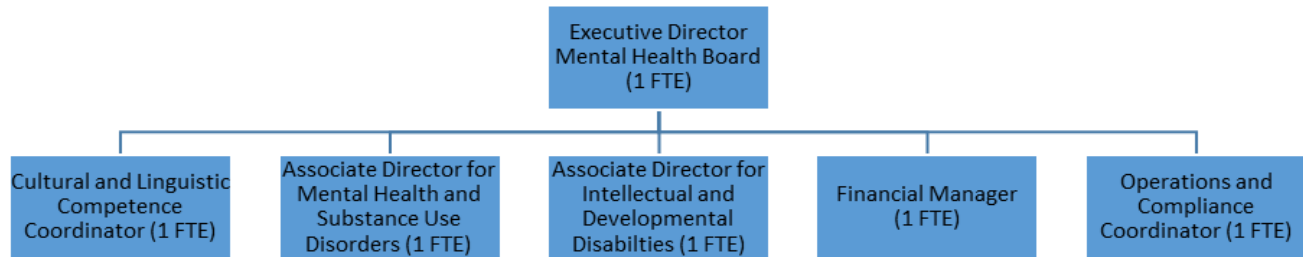 Executive Director
Mental Health Board
(1 FTE)
Cultural and Linguistic
Competence
Coordinator (1 FTE)
Associate Director for
Mental Health and
Substance Use
Disorders (1 FTE)
Associate Director for
Intellectual and
Developmental
Disabilties (1 FTE)
Financial Manager
(1 FTE)
Operations and
Compliance
Coordinator (1 FTE)